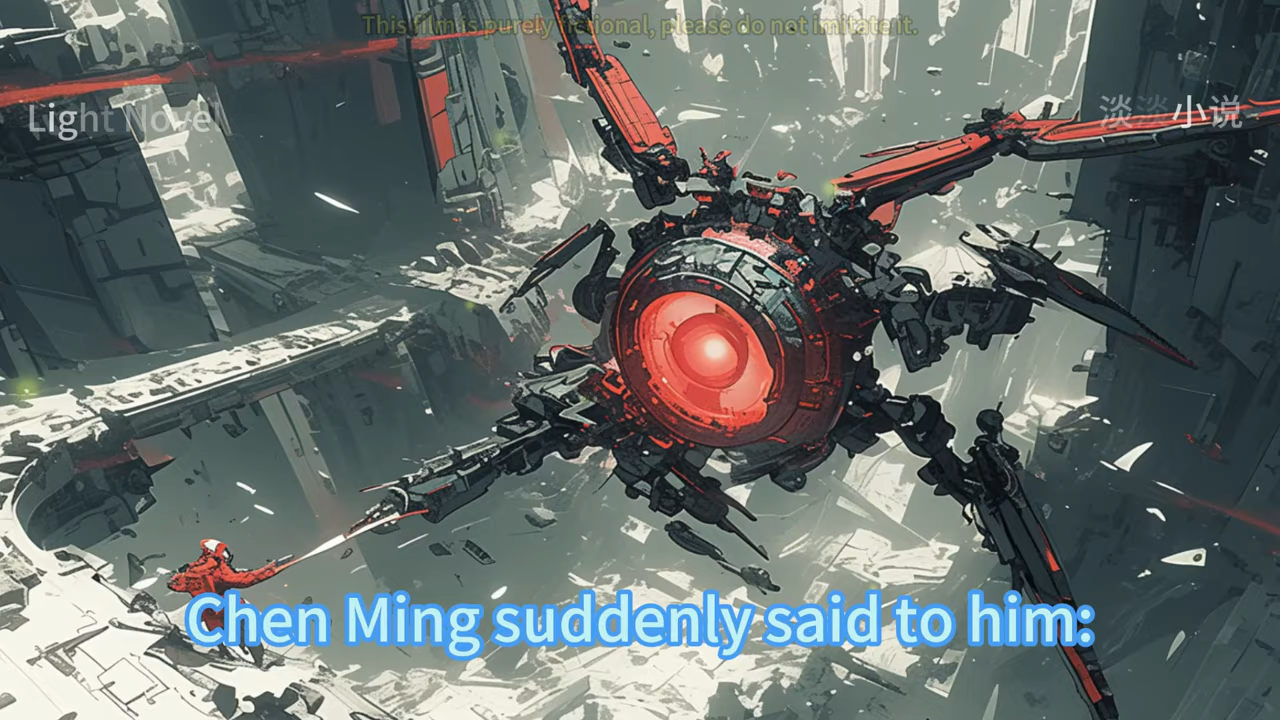 This film is purely fictional, please do not imitate it.
Light Novel
淡淡小说
Chen Ming suddenly said to him: